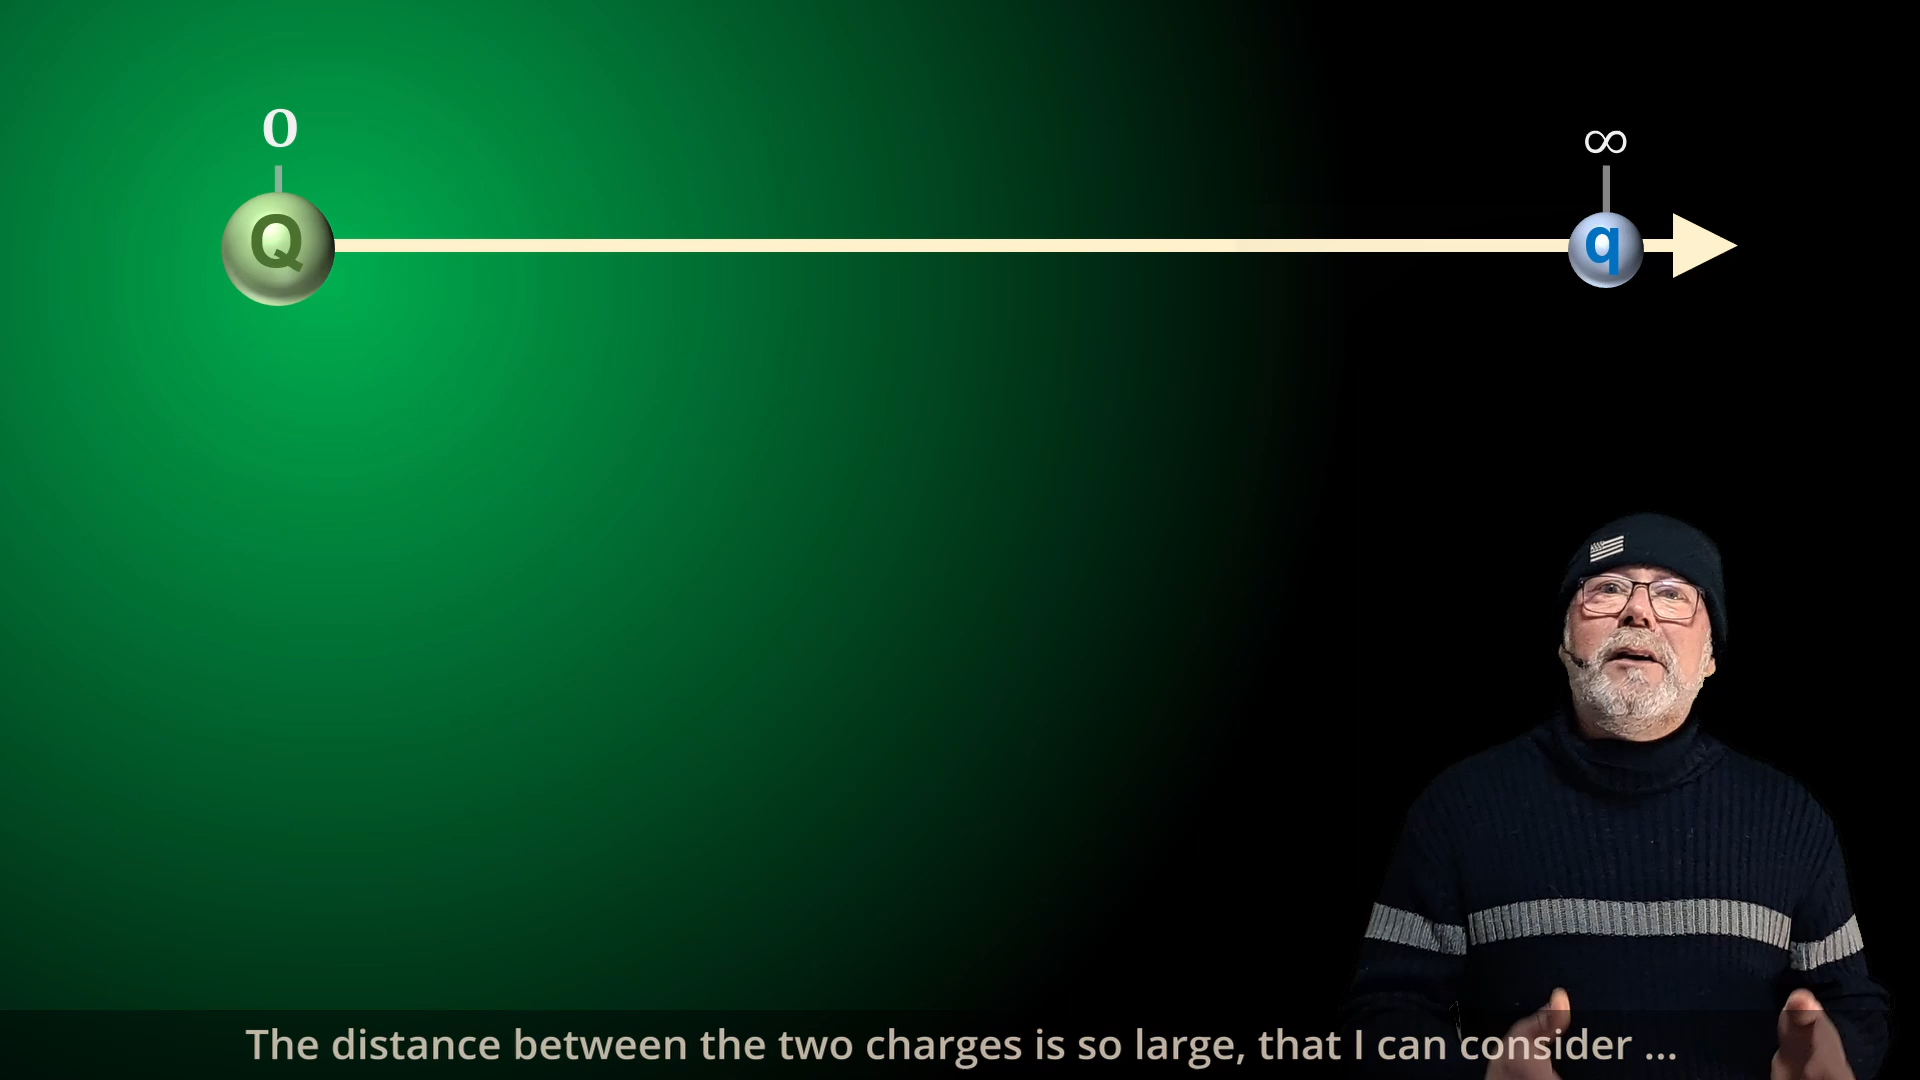 0
∞
Q
q
The distance between the two charges is so large, that I can consider ...